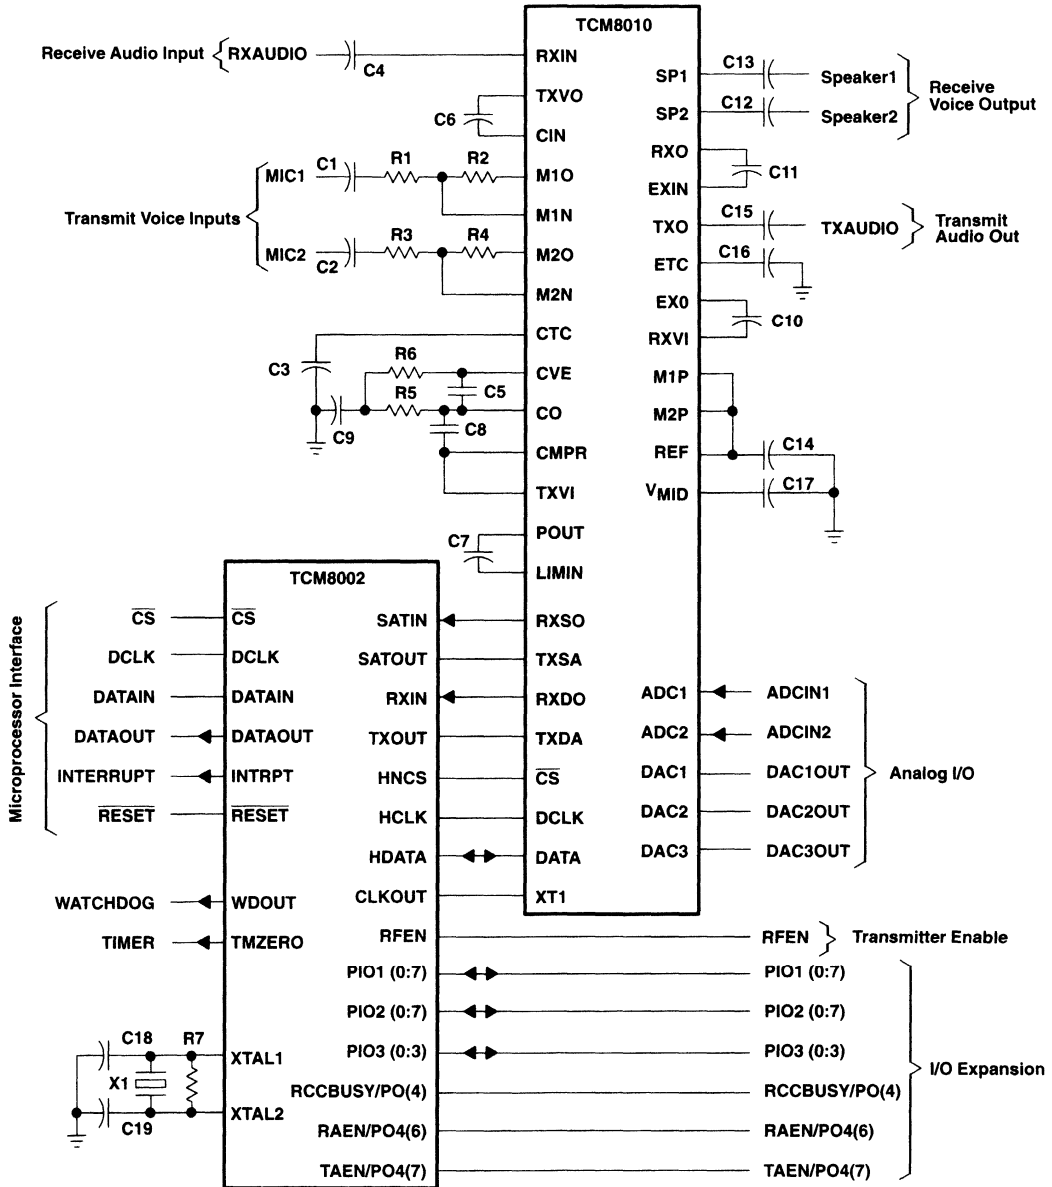 TCM8010
Receive Audio Input
RXAUDIO
C4
RXIN
TXVO
C6
CIN
MIC1
C1
R1
R2
M1O
M1N
Transmit Voice Inputs
MIC2
C2
R3
R4
M2O
M2N
CTC
C3
R6
CVE
C5
R5
CO
C9
C8
CMPR
TXVI
POUT
C7
LIMIN
RXSO
TXSA
RXDO
TXDA
CS
DCLK
DATA
XT1
SP1
C13
Speaker1
SP2
C12
Speaker2
Receive
Voice Output
RXO
C11
EXIN
TXO
C15
TXAUDIO
Transmit
Audio Out
ETC
C16
EX0
C10
RXVI
M1P
M2P
REF
C14
VMID
C17
ADC1
ADCIN1
ADC2
ADCIN2
DAC1
DAC1OUT
DAC2
DAC2OUT
DAC3
DAC3OUT
Analog I/O
TCM8002
Microprocessor Interface
CS
CS
DCLK
DCLK
DATAIN
DATAIN
DATAOUT
DATAOUT
INTERRUPT
INTRPT
RESET
RESET
WATCHDOG
WDOUT
TIMER
TMZERO
C18
R7
XTAL1
X1
C19
XTAL2
SATIN
SATOUT
RXIN
TXOUT
HNCS
HCLK
HDATA
CLKOUT
RFEN
RFEN
Transmitter Enable
PIO1 (0:7)
PIO1 (0:7)
PIO2 (0:7)
PIO2 (0:7)
PIO3 (0:3)
PIO3 (0:3)
RCCBUSY/PO(4)
RCCBUSY/PO(4)
RAEN/PO4(6)
RAEN/PO4(6)
TAEN/PO4(7)
TAEN/PO4(7)
I/O Expansion